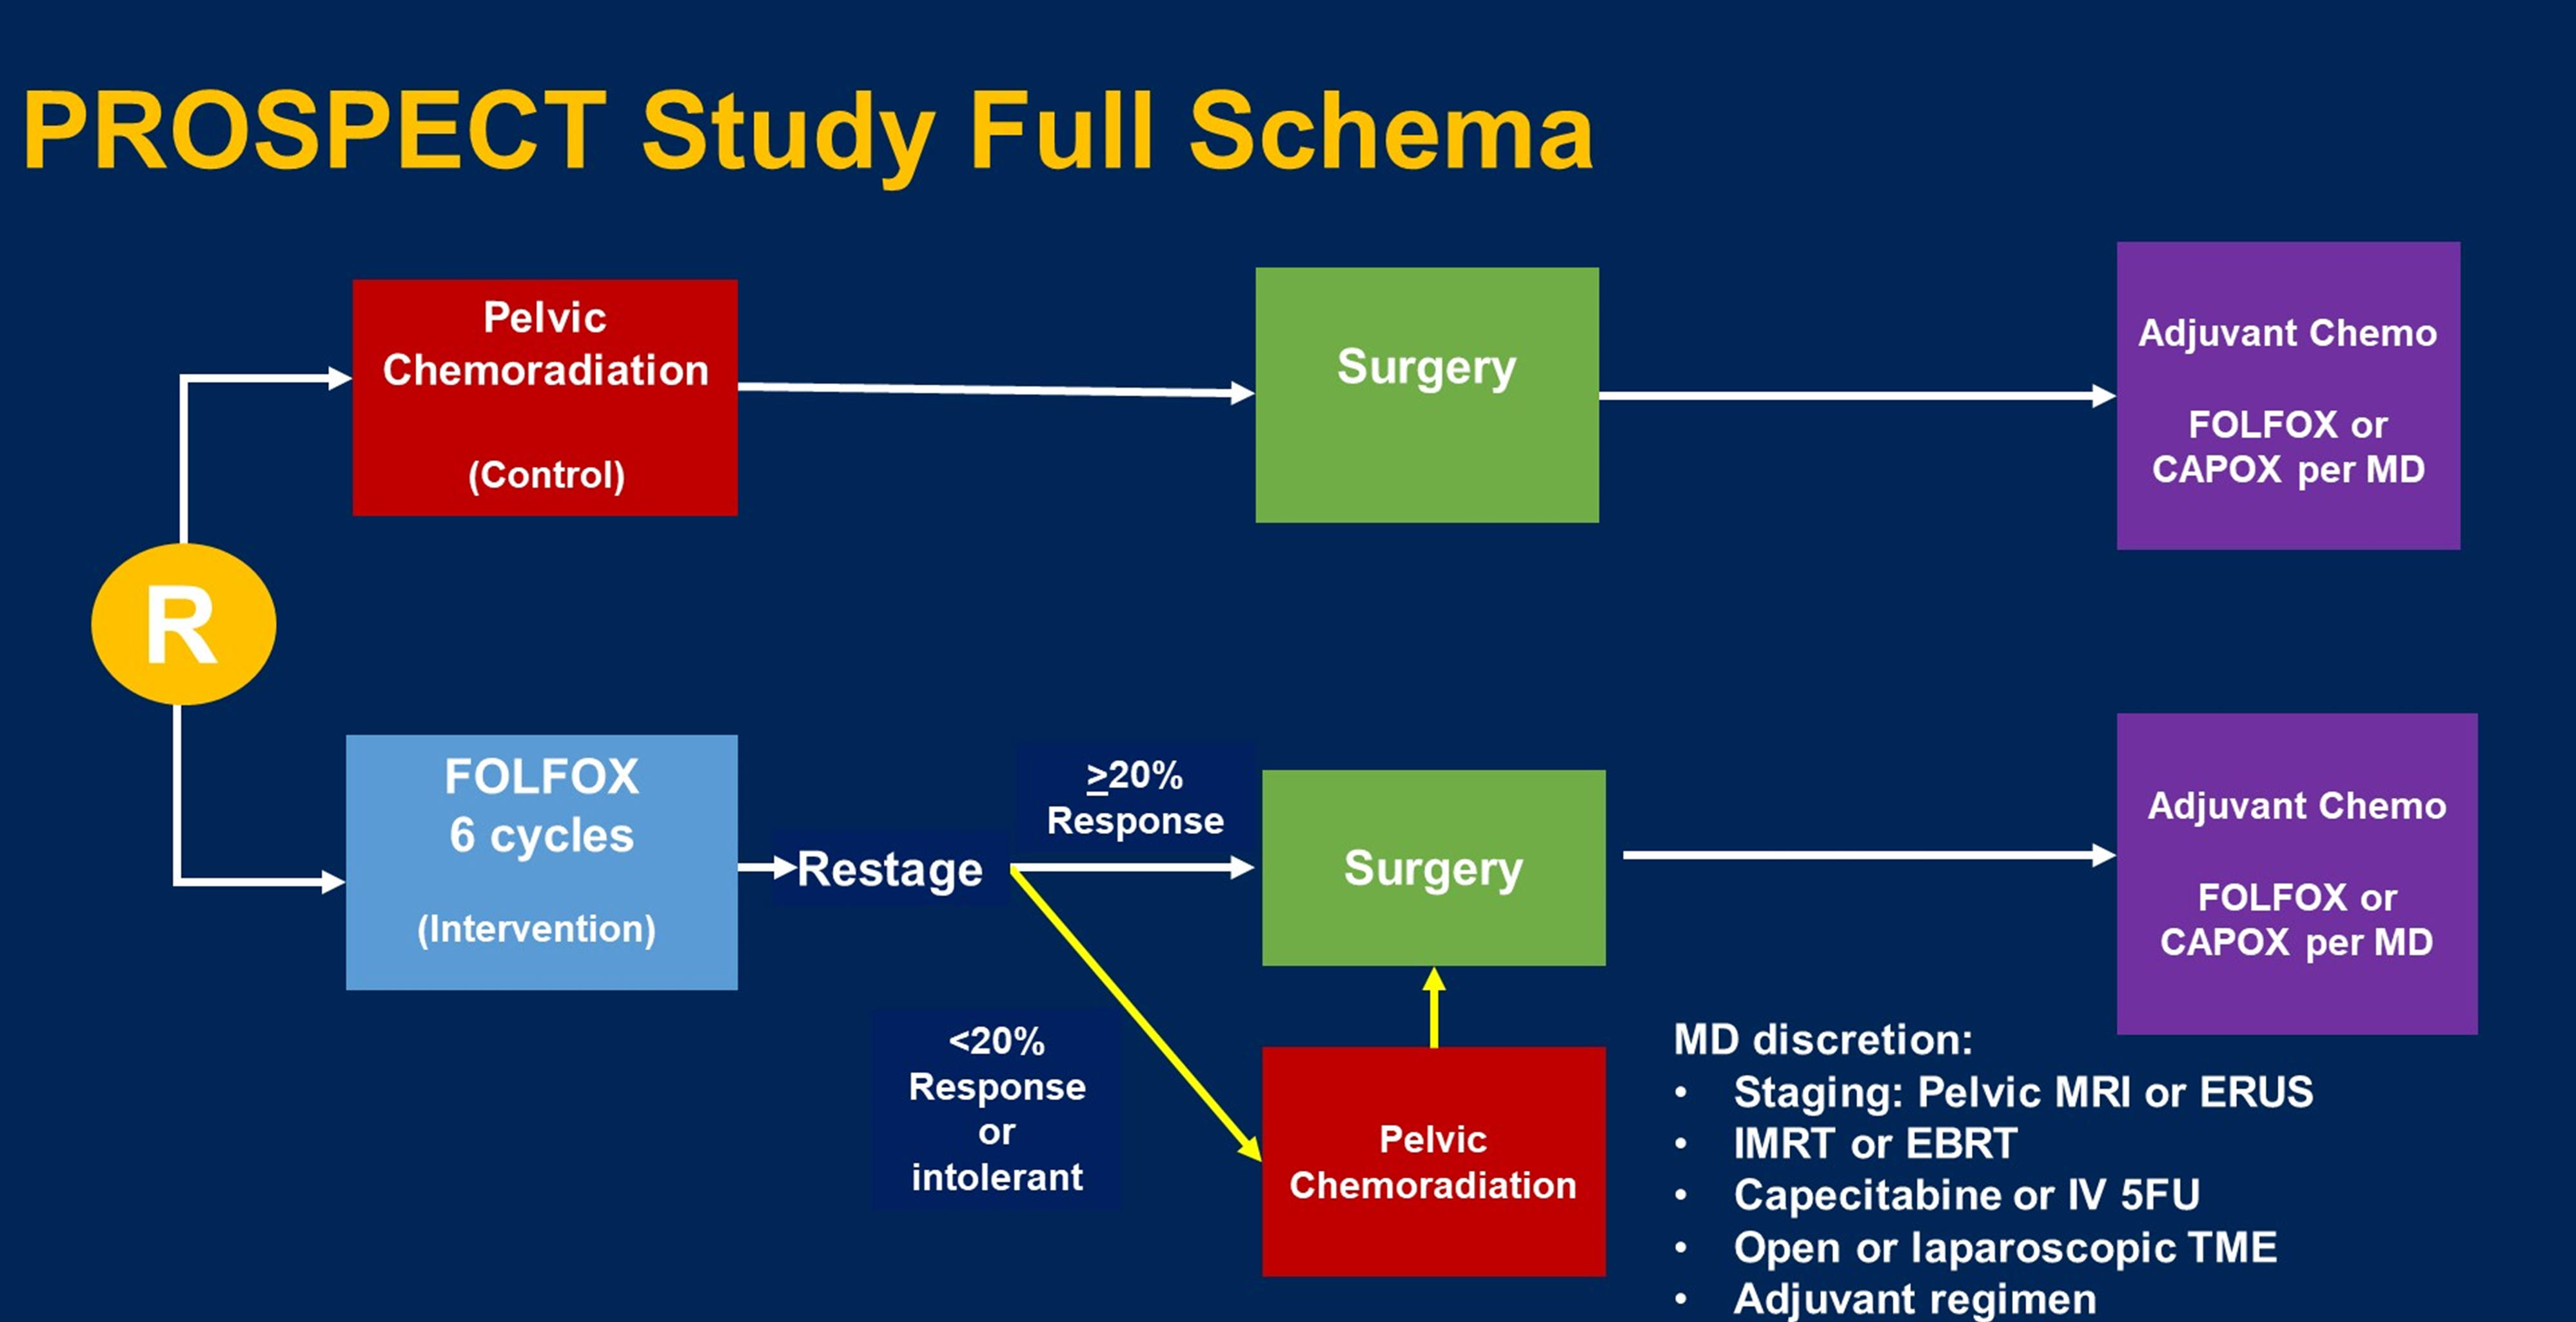 PROSPECT Study Full Schema
Pelvic
Chemoradiation
(Control)
Surgery
Adjuvant Chemo
FOLFOX or
CAPOX per MD
R
FOLFOX
6 cycles
(Intervention)
Restage
≥20%
Response
Surgery
Adjuvant Chemo
FOLFOX or
CAPOX per MD
<20%
Response
or
intolerant
Pelvic
Chemoradiation
MD discretion:
• Staging: Pelvic MRI or ERUS
• IMRT or EBRT
• Capecitabine or IV 5FU
• Open or laparoscopic TME
• Adjuvant regimen